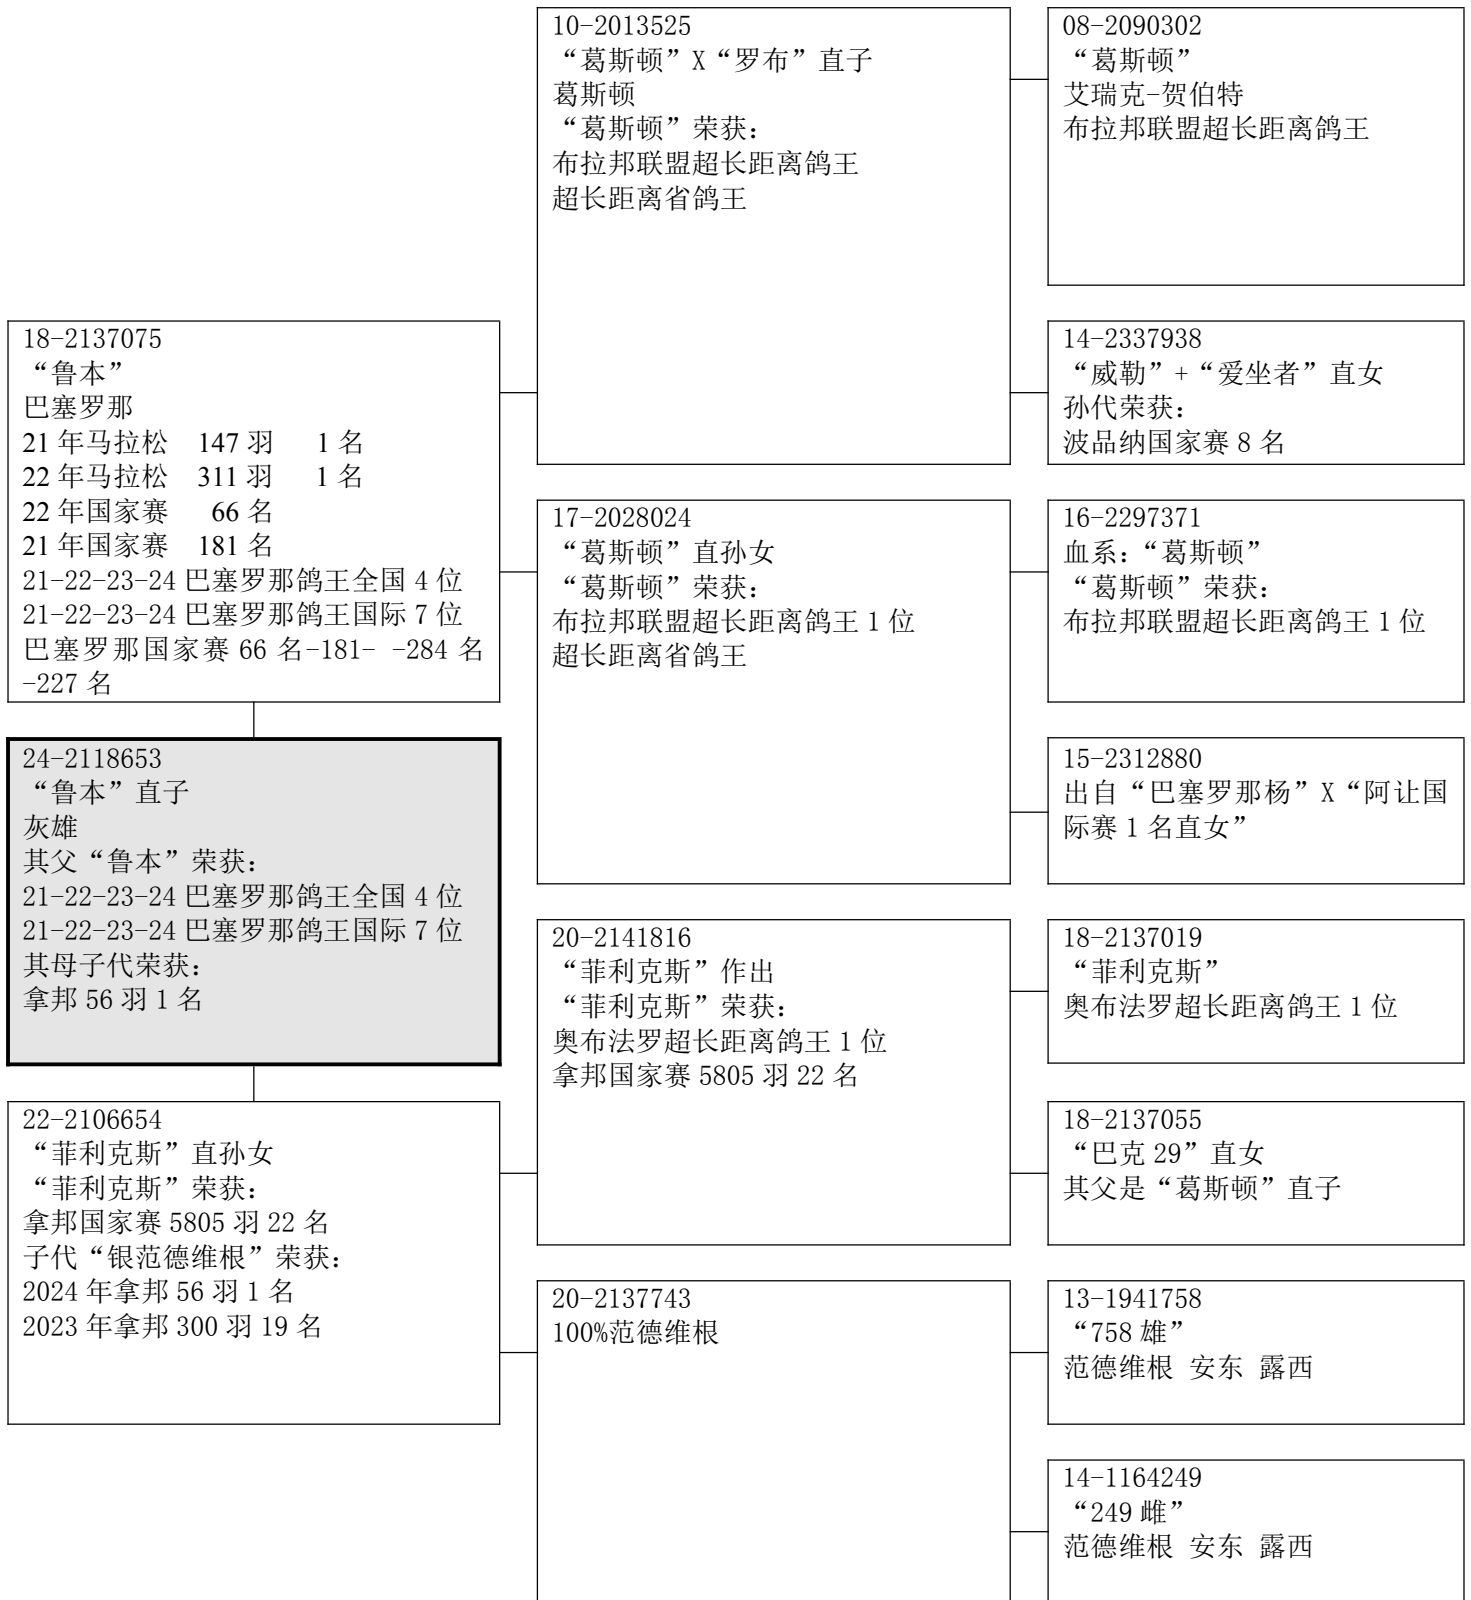 10-2013525
“葛斯顿”X“罗布”直子
葛斯顿
“葛斯顿”荣获：
布拉邦联盟超长距离鸽王
超长距离省鸽王
08-2090302
“葛斯顿”
艾瑞克-贺伯特
布拉邦联盟超长距离鸽王
18-2137075
“鲁本”
巴塞罗那
21 年马拉松 147 羽 1 名
22 年马拉松 311 羽 1 名
22 年国家赛 66 名
21 年国家赛 181 名
21-22-23-24 巴塞罗那鸽王全国 4 位
21-22-23-24 巴塞罗那鸽王国际 7 位
巴塞罗那国家赛 66 名-181- -284 名
-227 名
14-2337938
“威勒”+“爱坐者”直女
孙代荣获：
波品纳国家赛 8 名
17-2028024
“葛斯顿”直孙女
“葛斯顿”荣获：
布拉邦联盟超长距离鸽王 1 位
超长距离省鸽王
16-2297371
血系：“葛斯顿”
“葛斯顿”荣获：
布拉邦联盟超长距离鸽王 1 位
24-2118653
“鲁本”直子
灰雄
其父“鲁本”荣获：
21-22-23-24 巴塞罗那鸽王全国 4 位
21-22-23-24 巴塞罗那鸽王国际 7 位
其母子代荣获：
拿邦 56 羽 1 名
15-2312880
出自“巴塞罗那杨”X“阿让国
际赛 1 名直女”
20-2141816
“菲利克斯”作出
“菲利克斯”荣获：
奥布法罗超长距离鸽王 1 位
拿邦国家赛 5805 羽 22 名
18-2137019
“菲利克斯”
奥布法罗超长距离鸽王 1 位
22-2106654
“菲利克斯”直孙女
“菲利克斯”荣获：
拿邦国家赛 5805 羽 22 名
子代“银范德维根”荣获：
2024 年拿邦 56 羽 1 名
2023 年拿邦 300 羽 19 名
18-2137055
“巴克 29”直女
其父是“葛斯顿”直子
20-2137743
100%范德维根
13-1941758
“758 雄”
范德维根 安东 露西
14-1164249
“249 雌”
范德维根 安东 露西